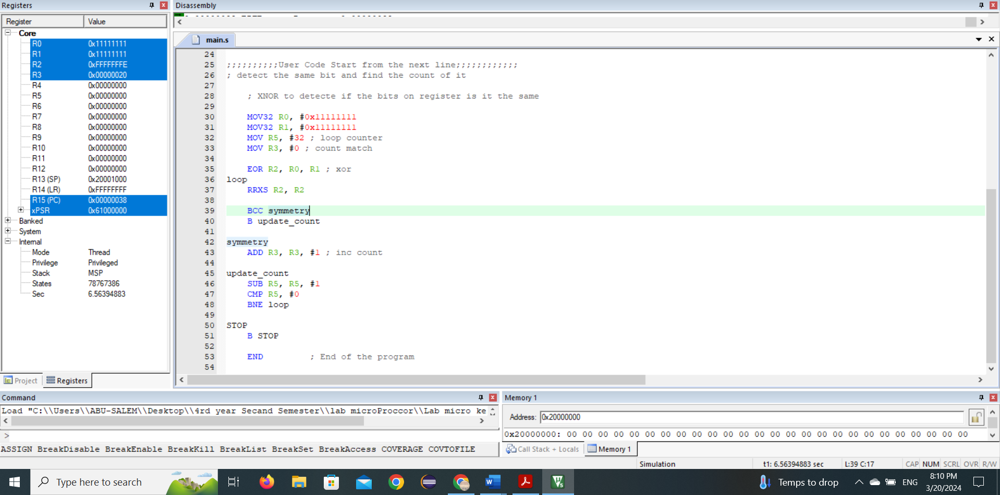 Registers
Register Value
Core
R0 0x11111111
R1 0x11111111
R2 0xFFFFFFFE
R3 0x00000020
R4 0x00000000
R5 0x00000000
R6 0x00000000
R7 0x00000000
R8 0x00000000
R9 0x00000000
R10 0x00000000
R11 0x00000000
R12 0x00000000
R13 (SP) 0x20001000
R14 (LR) 0xFFFFFFFF
R15 (PC) 0x00000038
xPSR 0x61000000
Banked
System
Internal
Mode Thread
Privilege Privileged
Stack MSP
States 78767386
Sec 6.56394883
Project Registers
Disassembly
main.s
24
25 ;;;;;;;;;;User Code Start from the next line;;;;;;;;;;;;
26 ; detect the same bit and find the count of it
27
28 ; XNOR to detecte if the bits on register is it the same
29
30 MOV32 R0, #0x11111111
31 MOV32 R1, #0x11111111
32 MOV R5, #32 ; loop counter
33 MOV R3, #0 ; count match
34
35 EOR R2, R0, R1 ; xor
36 loop
37 RRXS R2, R2
38
39 BCC symmetry
40 B update_count
41
42 symmetry
43 ADD R3, R3, #1 ; inc count
44
45 update_count
46 SUB R5, R5, #1
47 CMP R5, #0
48 BNE loop
49
50 STOP
51 B STOP
52
53 END ; End of the program
54
Command
Load "C:\\Users\\ABU-SALEM\\Desktop\\4rd year Secand Semester\\lab microProccor\\Lab micro ke
>
ASSIGN BreakDisable BreakEnable BreakKill BreakList BreakSet BreakAccess COVERAGE COVTOFILE
Memory 1
Address: 0x20000000
0x20000000: 00 00 00 00 00 00 00 00 00 00 00 00 00 00 00 00 00 00 00 00 00 00 00 00 00 00
Call Stack + Locals Memory 1
Simulation t1: 6.56394883 sec L:39 C:17 CAP NUM SCRL OVR R/W
Type here to search
Temps to drop
ENG
8:10 PM
3/20/2024